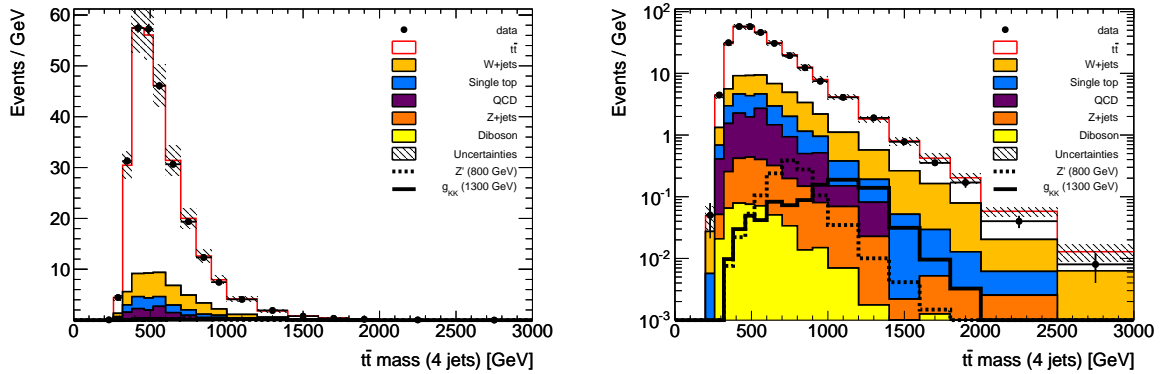 Events / GeV
60
50
40
30
20
10
0 500 1000 1500 2000 2500 3000
tt̄ mass (4 jets) [GeV]
data
tt̄
W+jets
Single top
QCD
Z+jets
Diboson
Uncertainties
Z' (800 GeV)
g_KK (1300 GeV)
Events / GeV
10²
10
1
10⁻¹
10⁻²
10⁻³
0 500 1000 1500 2000 2500 3000
tt̄ mass (4 jets) [GeV]
data
tt̄
W+jets
Single top
QCD
Z+jets
Diboson
Uncertainties
Z' (800 GeV)
g_KK (1300 GeV)